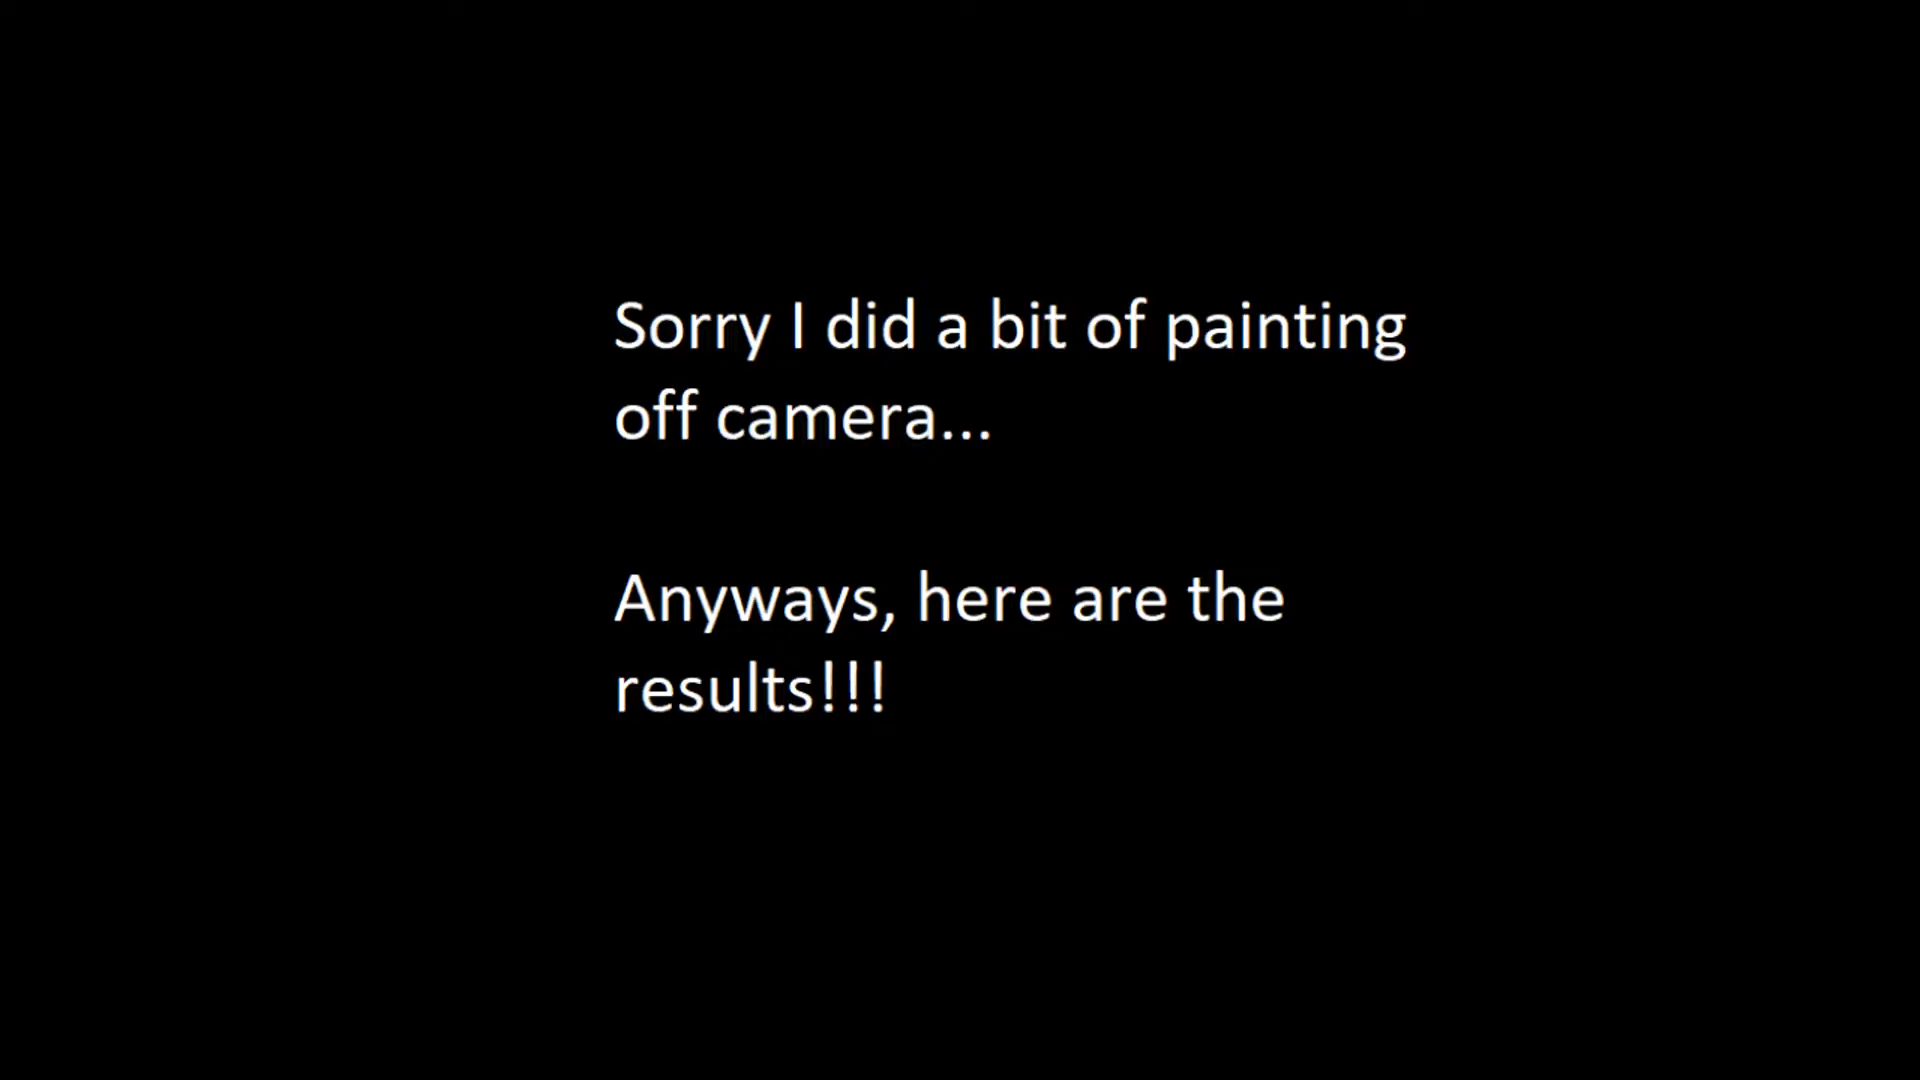 Sorry I did a bit of painting
off camera...
Anyways, here are the
results!!!